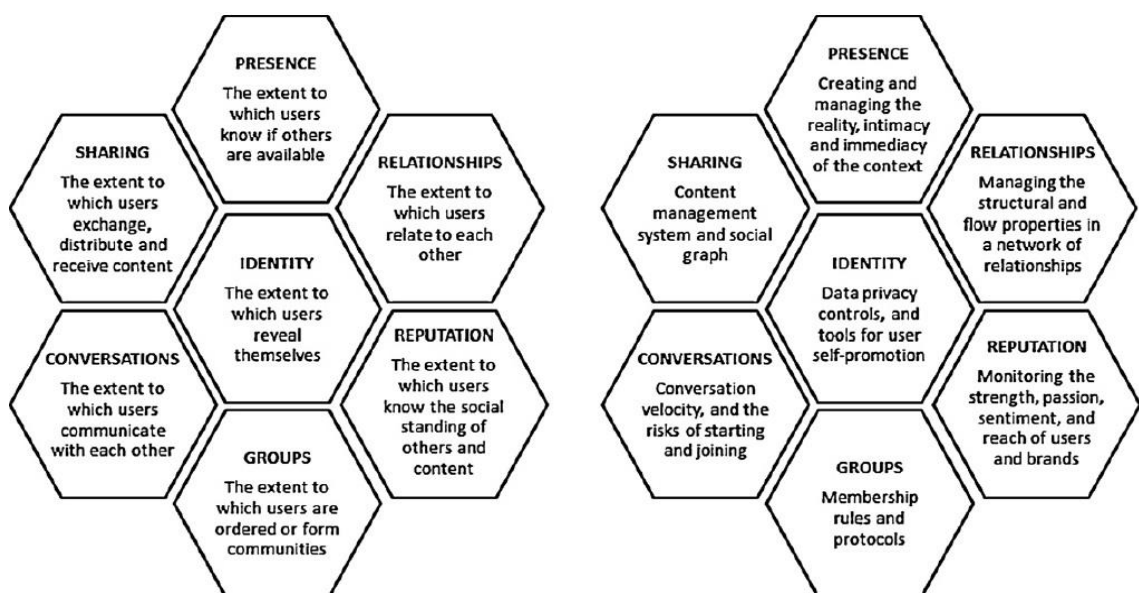 PRESENCE
The extent to
which users
know if others
are available
SHARING
The extent to
which users
exchange,
distribute and
receive content
RELATIONSHIPS
The extent to
which users
relate to each
other
IDENTITY
The extent to
which users
reveal
themselves
CONVERSATIONS
The extent to
which users
communicate
with each other
REPUTATION
The extent to
which users
know the social
standing of
others and
content
GROUPS
The extent to
which users are
ordered or form
communities
PRESENCE
Creating and
managing the
reality, intimacy
and immediacy
of the context
SHARING
Content
management
system and social
graph
RELATIONSHIPS
Managing the
structural and
flow properties in
a network of
relationships
IDENTITY
Data privacy
controls, and
tools for user
self-promotion
CONVERSATIONS
Conversation
velocity, and the
risks of starting
and joining
REPUTATION
Monitoring the
strength, passion,
sentiment, and
reach of users
and brands
GROUPS
Membership
rules and
protocols